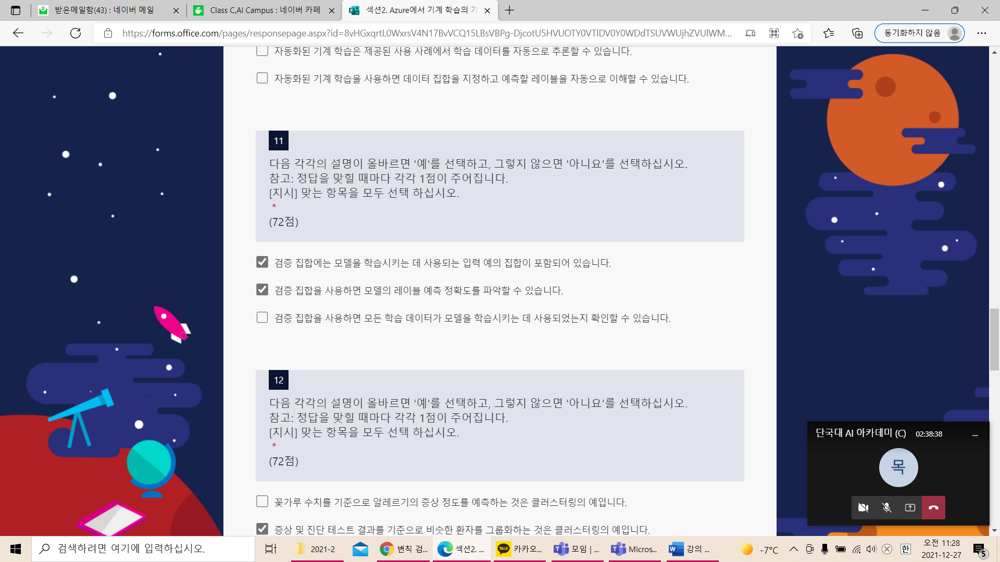 받은메일함(43) : 네이버 메일
Class C,AI Campus : 네이버 카페
섹션2. Azure에서 기계 학습의 기
https://forms.office.com/pages/responsepage.aspx?id=8vHGxqrtL0WxrsV4N17BvVCQ15LBsVBPg-DjcotU5HVUOTY0VTlDV0Y0WDdTSUVWUjhZVUlWM...
동기화하지 않음
자동화된 기계 학습은 제공된 사용 사례에서 학습 데이터를 자동으로 추론할 수 있습니다.
자동화된 기계 학습을 사용하면 데이터 집합을 지정하고 예측할 레이블을 자동으로 이해할 수 있습니다.
11
다음 각각의 설명이 올바르면 '예'를 선택하고, 그렇지 않으면 '아니요'를 선택하십시오.
참고: 정답을 맞힐 때마다 각각 1점이 주어집니다.
[지시] 맞는 항목을 모두 선택 하십시오.
*
(72점)
검증 집합에는 모델을 학습시키는 데 사용되는 입력 예의 집합이 포함되어 있습니다.
검증 집합을 사용하면 모델의 레이블 예측 정확도를 파악할 수 있습니다.
검증 집합을 사용하면 모든 학습 데이터가 모델을 학습시키는 데 사용되었는지 확인할 수 있습니다.
12
다음 각각의 설명이 올바르면 '예'를 선택하고, 그렇지 않으면 '아니요'를 선택하십시오.
참고: 정답을 맞힐 때마다 각각 1점이 주어집니다.
[지시] 맞는 항목을 모두 선택 하십시오.
*
(72점)
꽃가루 수치를 기준으로 알레르기의 증상 정도를 예측하는 것은 클러스터링의 예입니다.
증상 및 진단 테스트 결과를 기준으로 비슷한 환자를 그룹화하는 것은 클러스터링의 예입니다.
단국대 AI 아카데미 (C) 02:38:38
목
검색하려면 여기에 입력하십시오.
2021-2
변칙 검...
섹션2. ...
TALK
카카오...
모임 | ...
Micros...
강의 ...
-7°C
한
오전 11:28
2021-12-27
5